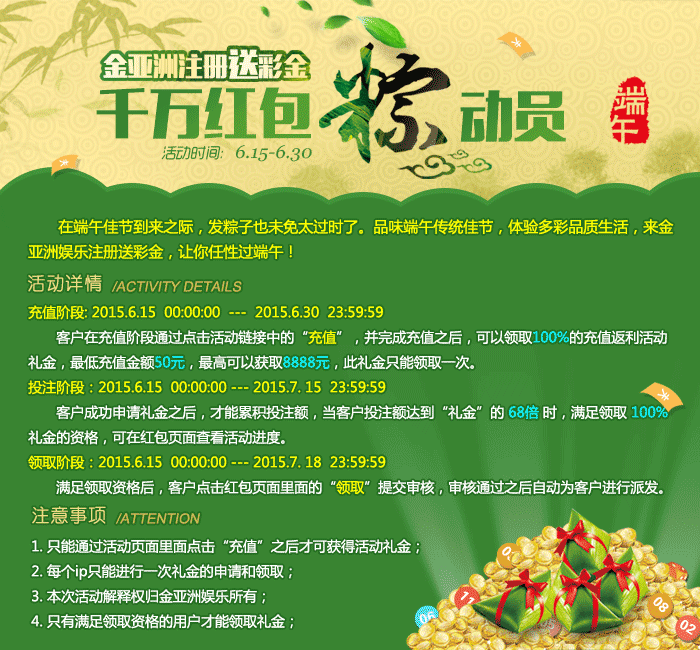 金亚洲注册送彩金
千万红包粽动员
端午
活动时间: 6.15-6.30
在端午佳节到来之际，发粽子也未免太过时了。品味端午传统佳节，体验多彩品质生活，来金
亚洲娱乐注册送彩金，让你任性过端午！
活动详情 /ACTIVITY DETAILS
充值阶段: 2015.6.15 00:00:00 --- 2015.6.30 23:59:59
客户在充值阶段通过点击活动链接中的“充值”，并完成充值之后，可以领取100%的充值返利活动
礼金，最低充值金额50元，最高可以获取8888元，此礼金只能领取一次。
投注阶段：2015.6.15 00:00:00 --- 2015.7. 15 23:59:59
客户成功申请礼金之后，才能累积投注额，当客户投注额达到“礼金”的 68倍 时，满足领取 100%
礼金的资格，可在红包页面查看活动进度。
领取阶段：2015.6.15 00:00:00 --- 2015.7. 18 23:59:59
满足领取资格后，客户点击红包页面里面的“领取”提交审核，审核通过之后自动为客户进行派发。
注意事项 /ATTENTION
1. 只能通过活动页面里面点击“充值”之后才可获得活动礼金；
2. 每个ip只能进行一次礼金的申请和领取；
3. 本次活动解释权归金亚洲娱乐所有；
4. 只有满足领取资格的用户才能领取礼金；
11
08
02